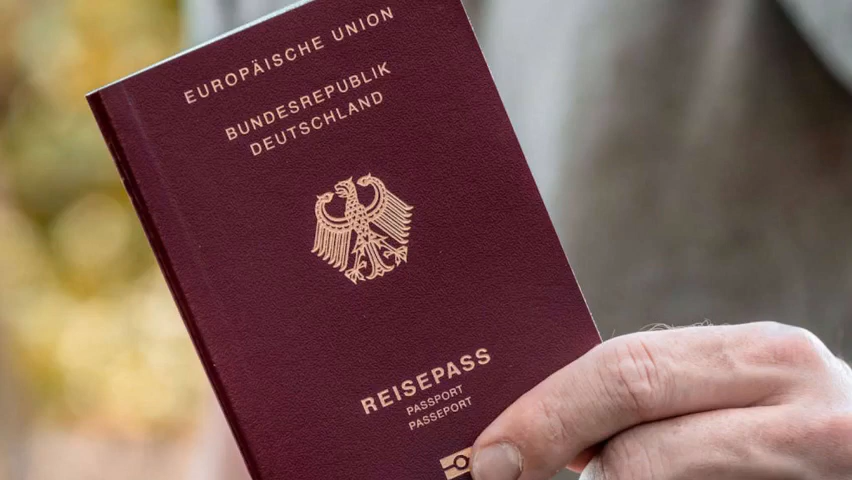 EUROPÄISCHE UNION
BUNDESREPUBLIK
DEUTSCHLAND
REISEPASS
PASSPORT
PASSEPORT